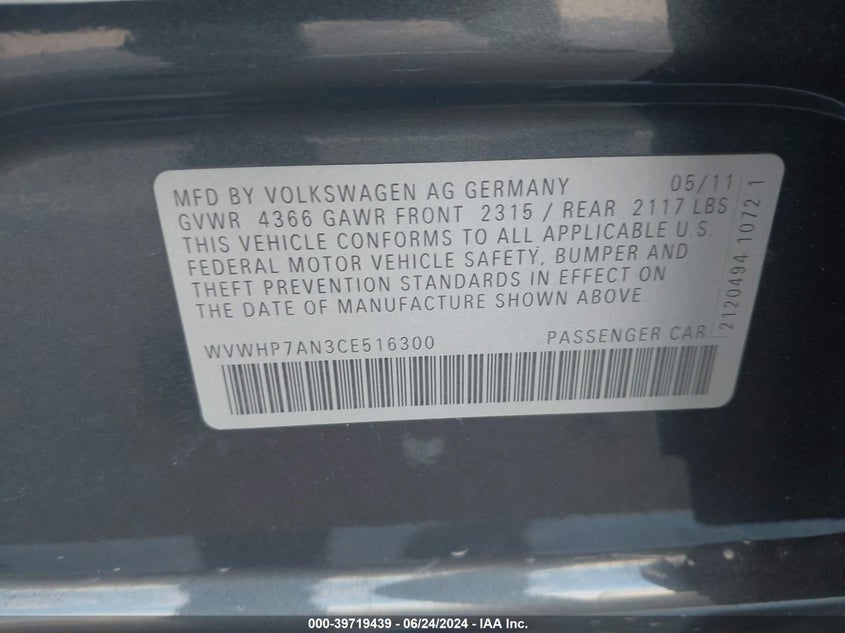 MFD BY VOLKSWAGEN AG GERMANY 05/11
GVWR 4366 GAWR FRONT 2315 / REAR 2117 LBS
THIS VEHICLE CONFORMS TO ALL APPLICABLE U.S.
FEDERAL MOTOR VEHICLE SAFETY, BUMPER AND
THEFT PREVENTION STANDARDS IN EFFECT ON
THE DATE OF MANUFACTURE SHOWN ABOVE.
WVWHP7AN3CE516300 PASSENGER CAR
2120494 1072 1
000-39719439 - 06/24/2024 - IAA Inc.